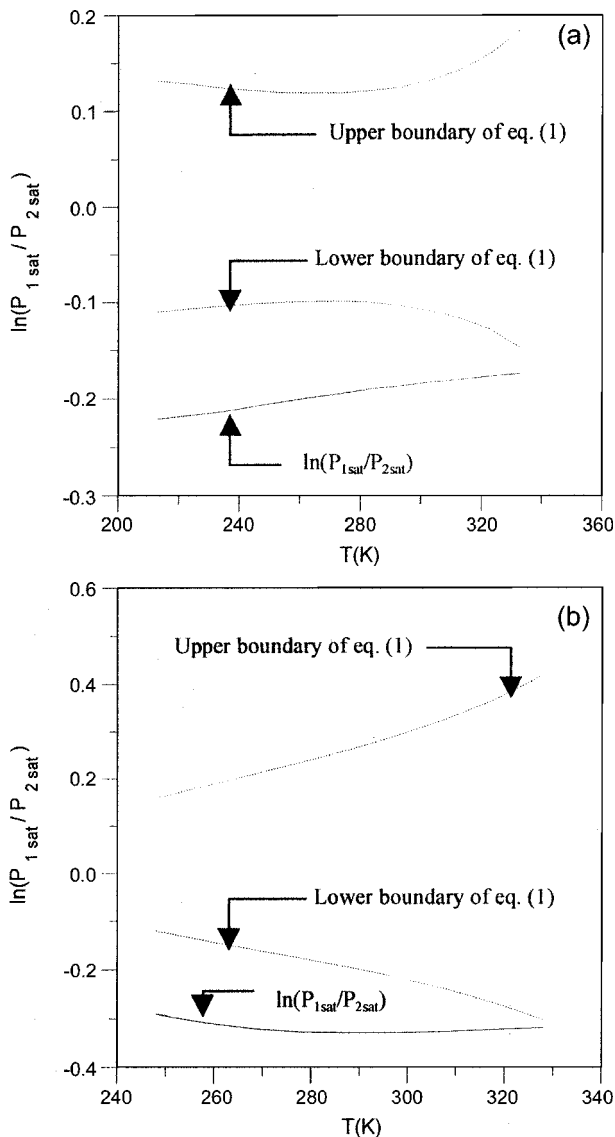 (a)
0.2
0.1
0.0
-0.1
-0.2
-0.3
ln(P 1 sat / P 2 sat)
Upper boundary of eq. (1)
Lower boundary of eq. (1)
ln(P1sat/P2sat)
200 240 280 320 360
T(K)
(b)
0.6
0.4
0.2
0.0
-0.2
-0.4
ln(P 1 sat / P 2 sat)
Upper boundary of eq. (1)
Lower boundary of eq. (1)
ln(P1sat/P2sat)
240 260 280 300 320 340
T(K)